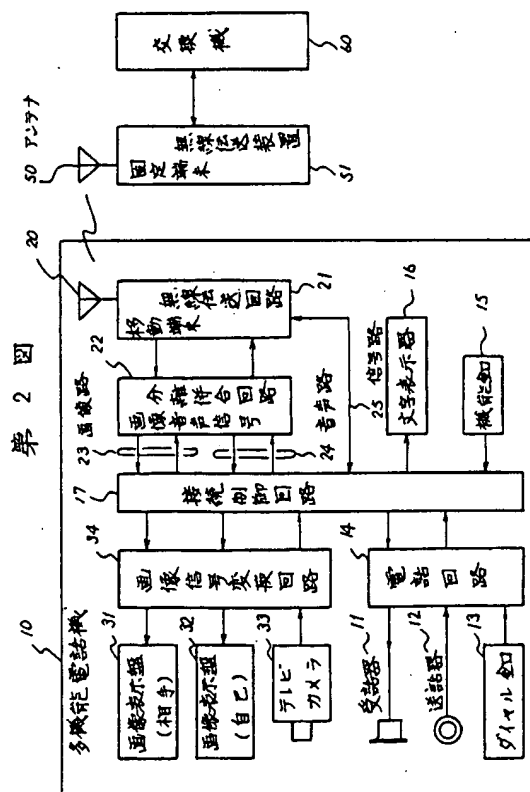 第 2 図
多機能電話機
10
画像表示盤
(相手)
31
画像表示盤
(自己)
32
テレビ
カメラ
33
画像信号変換回路
34
受話器
11
送話器
12
ダイヤル釦
13
電話回路
14
接続制御回路
17
23 画像路
24
音声路
25 信号路
画像音声信号
分離併合回路
22
移動端末
無線伝送回路
21
20
文字表示器
16
機能釦
15
50 アンテナ
固定端末
無線伝送装置
51
交換機
60